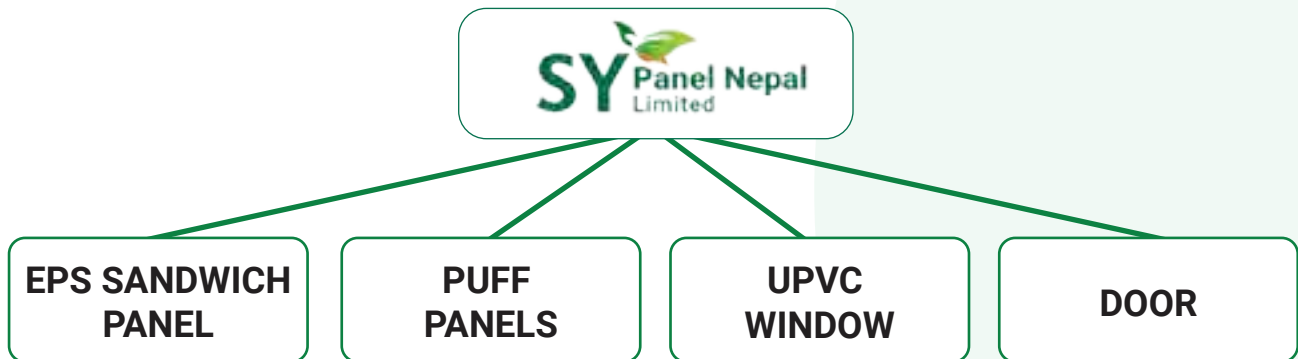 SY Panel Nepal
Limited
EPS SANDWICH
PANEL
PUFF
PANELS
UPVC
WINDOW
DOOR